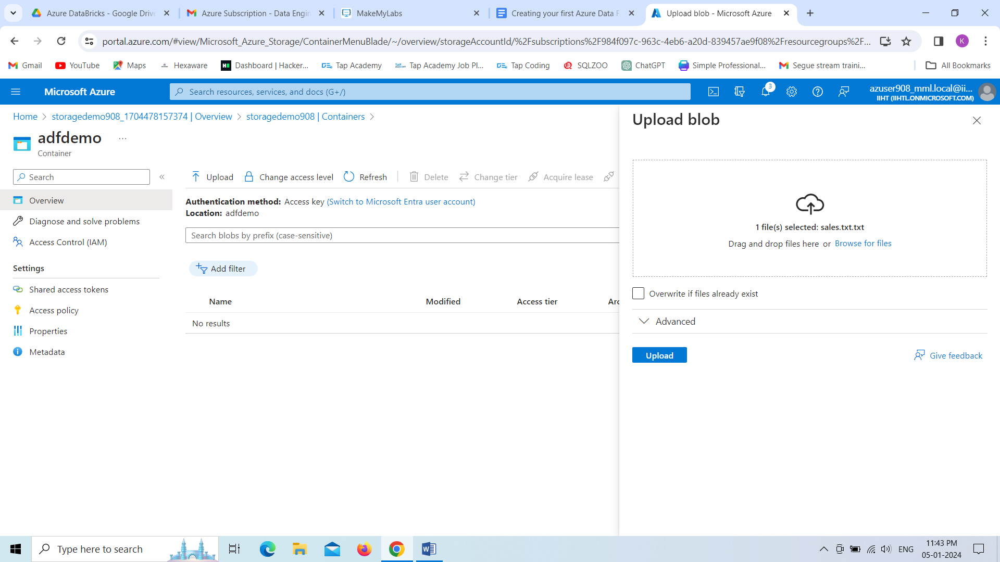 Azure DataBricks - Google Drive
Azure Subscription - Data Engin
MakeMyLabs
Creating your first Azure Data F
Upload blob - Microsoft Azure
portal.azure.com/#view/Microsoft_Azure_Storage/ContainerMenuBlade/~/overview/storageAccountId/%2Fsubscriptions%2F984f097c-963c-4eb6-a20d-839457ae9f08%2Fresourcegroups%2F...
K
Gmail
YouTube
Maps
Hexaware
Dashboard | Hacker...
Tap Academy
Tap Academy Job Pl...
Tap Coding
SQLZOO
ChatGPT
Simple Professional...
Segue stream traini...
All Bookmarks
Microsoft Azure
Search resources, services, and docs (G+/)
3
azuser908_mml.local@ii...
IIHT (IIHTL.ONMICROSOFT.COM)
Home > storagedemo908_1704478157374 | Overview > storagedemo908 | Containers >
adfdemo ...
Container
Search
«
Overview
Diagnose and solve problems
Access Control (IAM)
Settings
Shared access tokens
Access policy
Properties
Metadata
Upload
Change access level
Refresh
Delete
Change tier
Acquire lease
Authentication method: Access key (Switch to Microsoft Entra user account)
Location: adfdemo
Search blobs by prefix (case-sensitive)
Add filter
Name Modified Access tier Arc
No results
Upload blob
1 file(s) selected: sales.txt.txt
Drag and drop files here or Browse for files
Overwrite if files already exist
Advanced
Upload
Give feedback
Type here to search
ENG
11:43 PM
05-01-2024